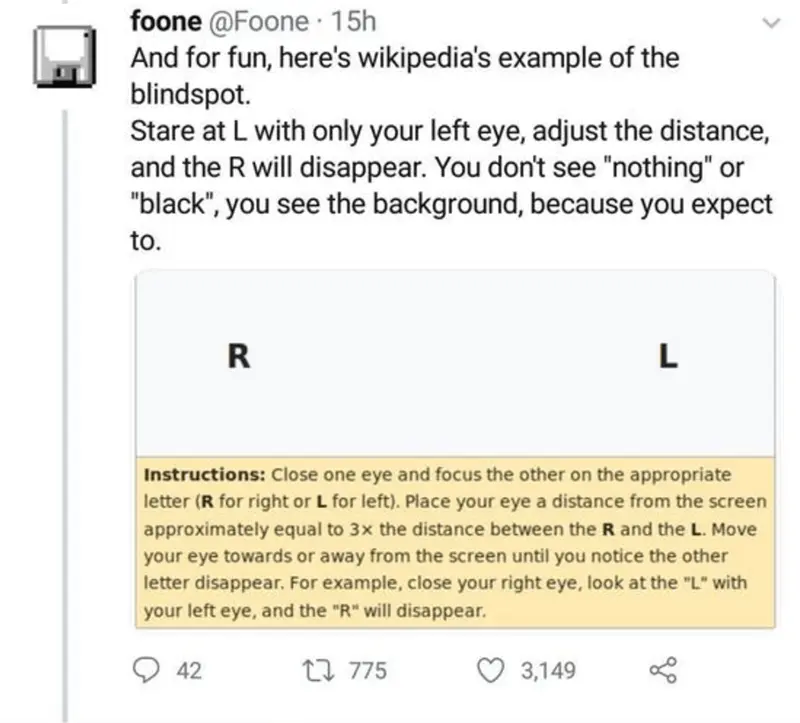 foone @Foone · 15h
And for fun, here's wikipedia's example of the
blindspot.
Stare at L with only your left eye, adjust the distance,
and the R will disappear. You don't see "nothing" or
"black", you see the background, because you expect
to.
R L
Instructions: Close one eye and focus the other on the appropriate
letter (R for right or L for left). Place your eye a distance from the screen
approximately equal to 3× the distance between the R and the L. Move
your eye towards or away from the screen until you notice the other
letter disappear. For example, close your right eye, look at the "L" with
your left eye, and the "R" will disappear.
42 775 3,149